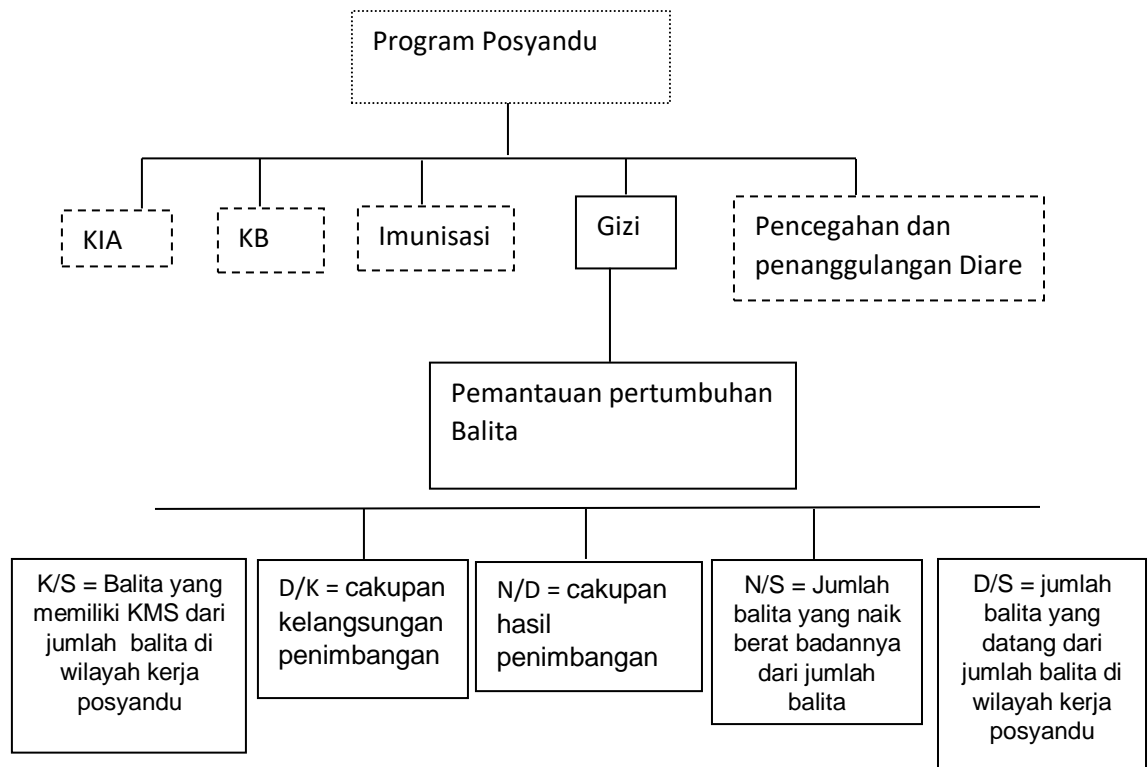 Program Posyandu
KIA
KB
Imunisasi
Gizi
Pencegahan dan
penanggulangan Diare
Pemantauan pertumbuhan
Balita
K/S = Balita yang
memiliki KMS dari
jumlah balita di
wilayah kerja
posyandu
D/K = cakupan
kelangsungan
penimbangan
N/D = cakupan
hasil
penimbangan
N/S = Jumlah
balita yang naik
berat badannya
dari jumlah
balita
D/S = jumlah
balita yang
datang dari
jumlah balita di
wilayah kerja
posyandu